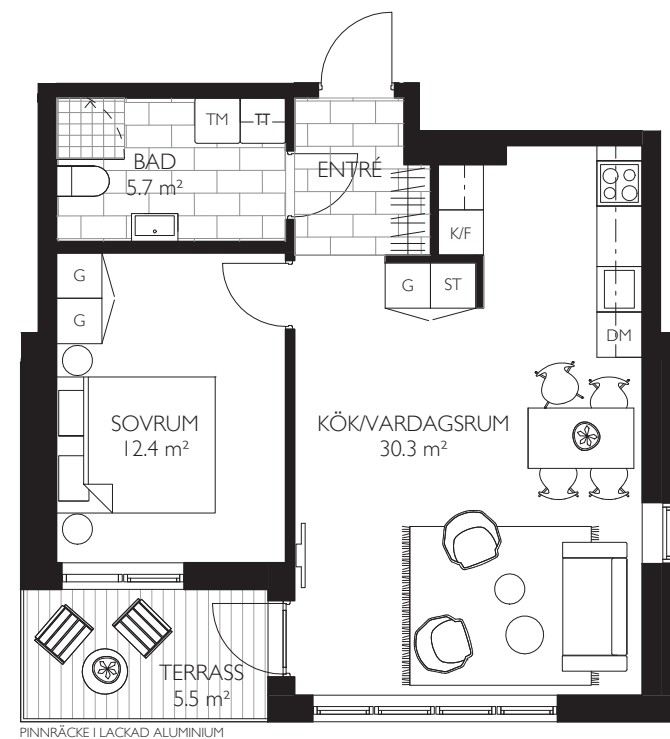 TM
TT
BAD
5.7 m²
ENTRÉ
K/F
G
G
G
ST
DM
SOVRUM
12.4 m²
KÖK/VARDAGSRUM
30.3 m²
TERRASS
5.5 m²
PINNRÄCKE I LACKAD ALUMINIUM